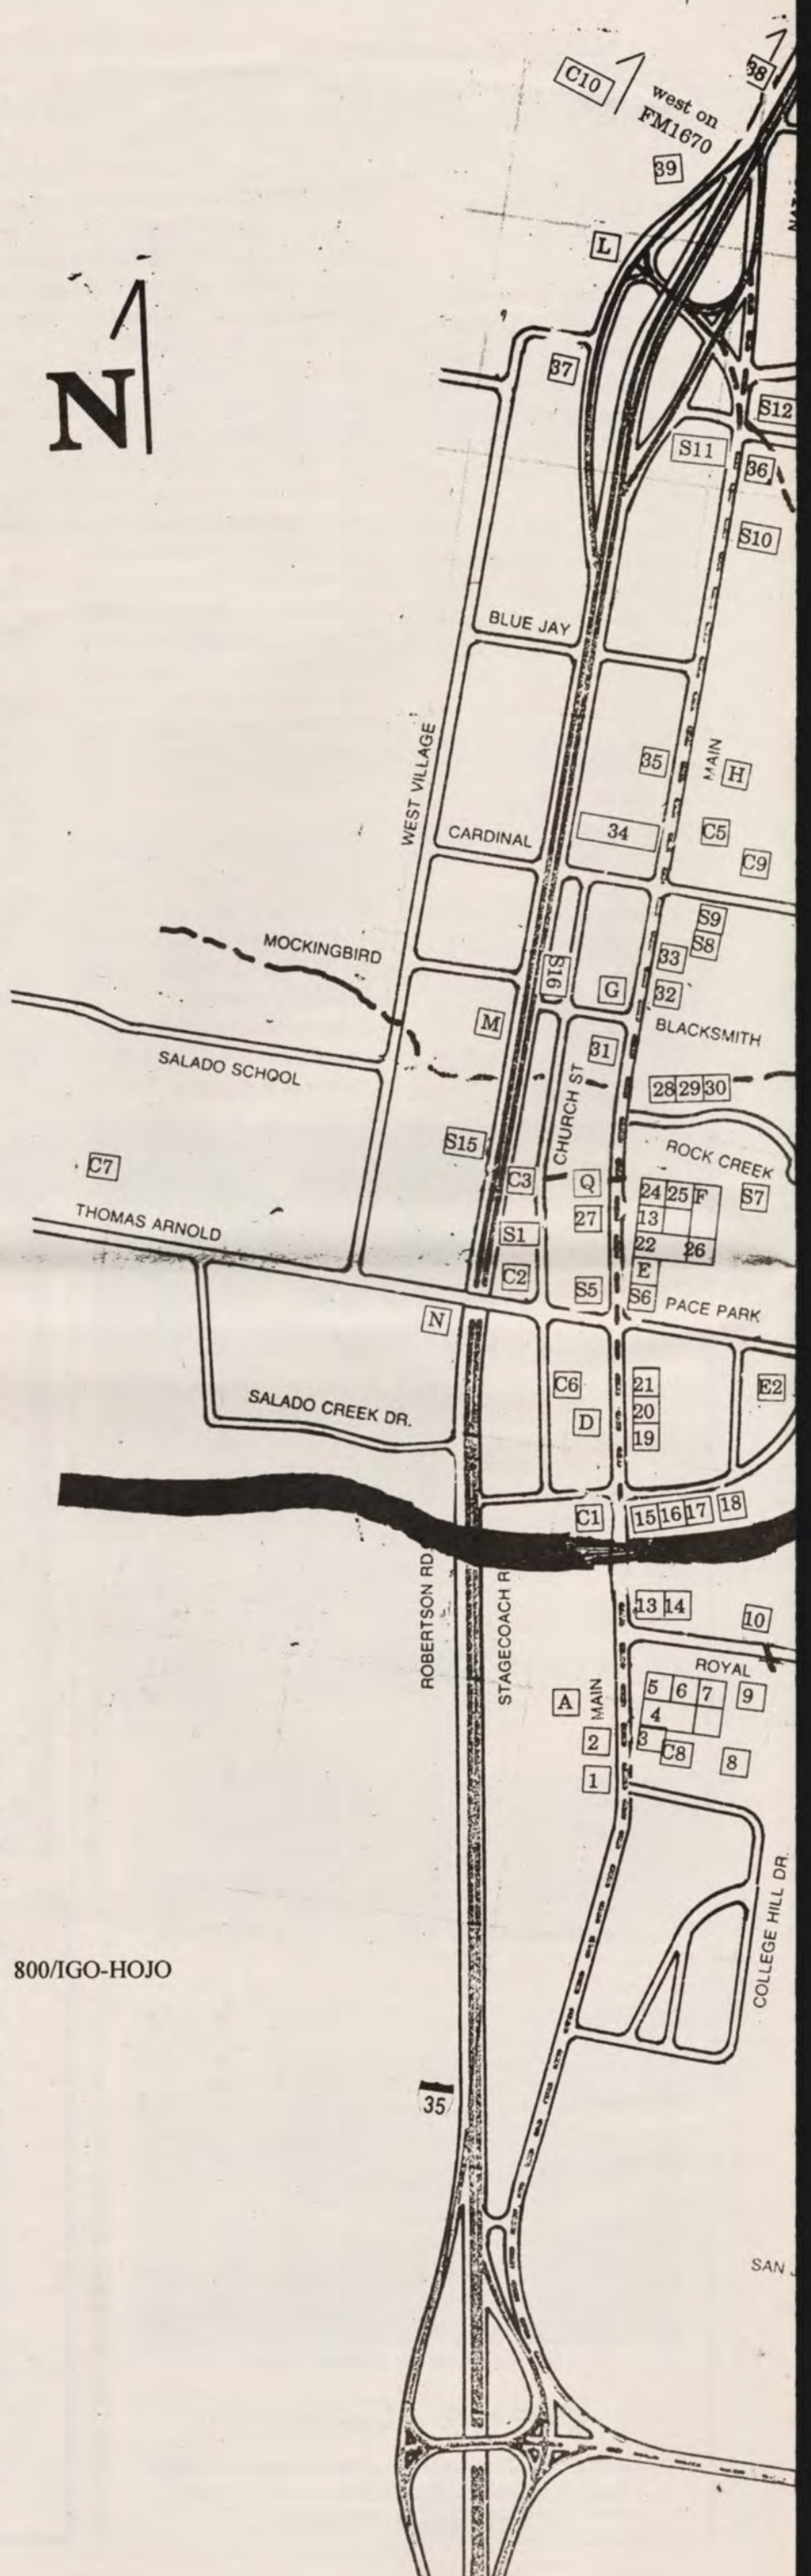 C10
38
west on
FM1670
39
L
N
37
S12
S11
36
S10
BLUE JAY
WEST VILLAGE
35
MAIN
H
CARDINAL
34
C5
C9
S9
S8
MOCKINGBIRD
33
S16
G
32
M
BLACKSMITH
31
SALADO SCHOOL
CHURCH ST
28 29 30
S15
ROCK CREEK
C7
C3
Q
24 25 F
S7
THOMAS ARNOLD
27
13
S1
22 26
C2
E
S5
S6
PACE PARK
N
C6
21
E2
SALADO CREEK DR.
D
20
19
C1
15 16 17 18
ROBERTSON RD
STAGECOACH R
13 14
10
ROYAL
A
MAIN
5 6 7
9
4
2
3
C8
8
1
COLLEGE HILL DR.
800/IGO-HOJO
35
SAN